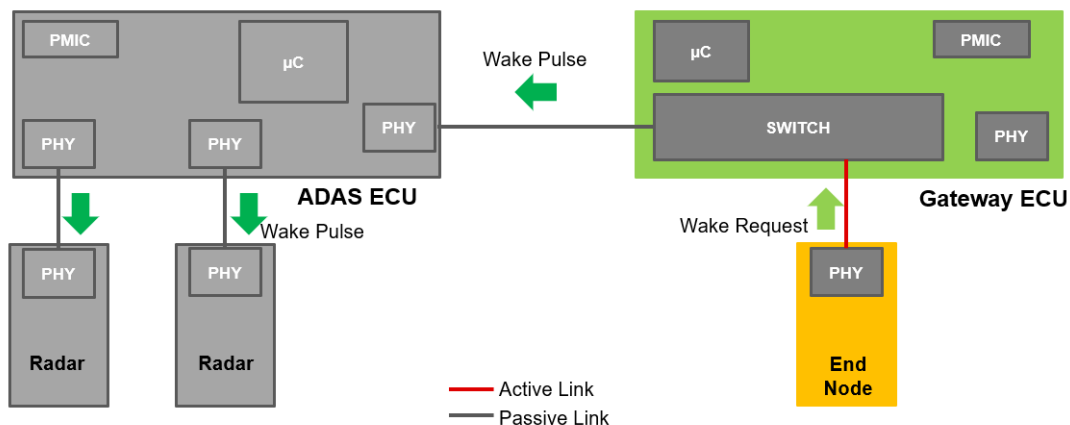 PMIC
µC
PHY
PHY
PHY
ADAS ECU
Wake Pulse
µC
PMIC
SWITCH
PHY
Gateway ECU
Wake Pulse
Wake Request
PHY
Radar
PHY
Radar
PHY
End
Node
Active Link
Passive Link